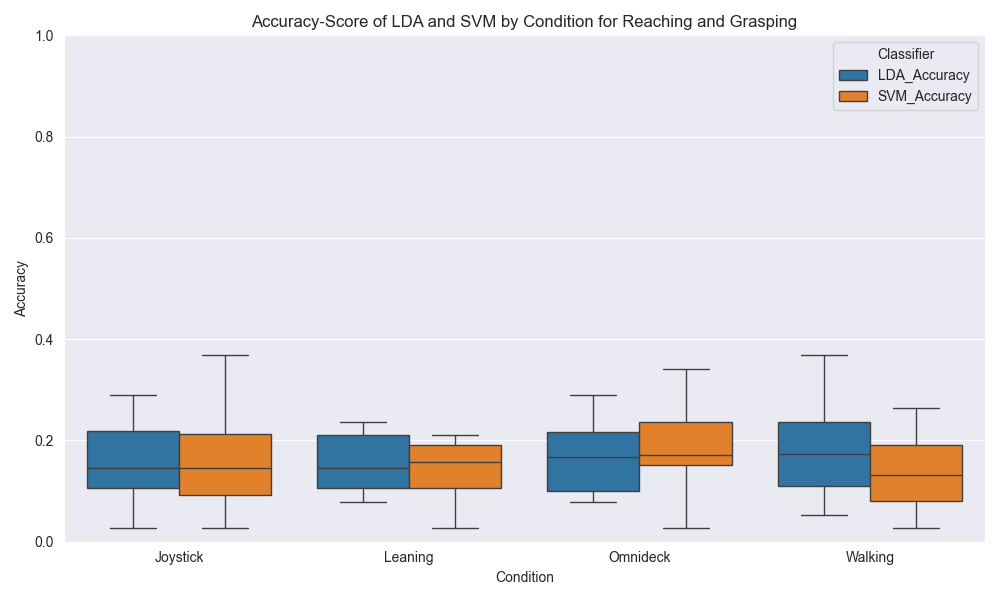 Accuracy-Score of LDA and SVM by Condition for Reaching and Grasping
1.0
0.8
0.6
0.4
0.2
0.0
Accuracy
Classifier
LDA_Accuracy
SVM_Accuracy
Joystick
Leaning
Omnideck
Walking
Condition